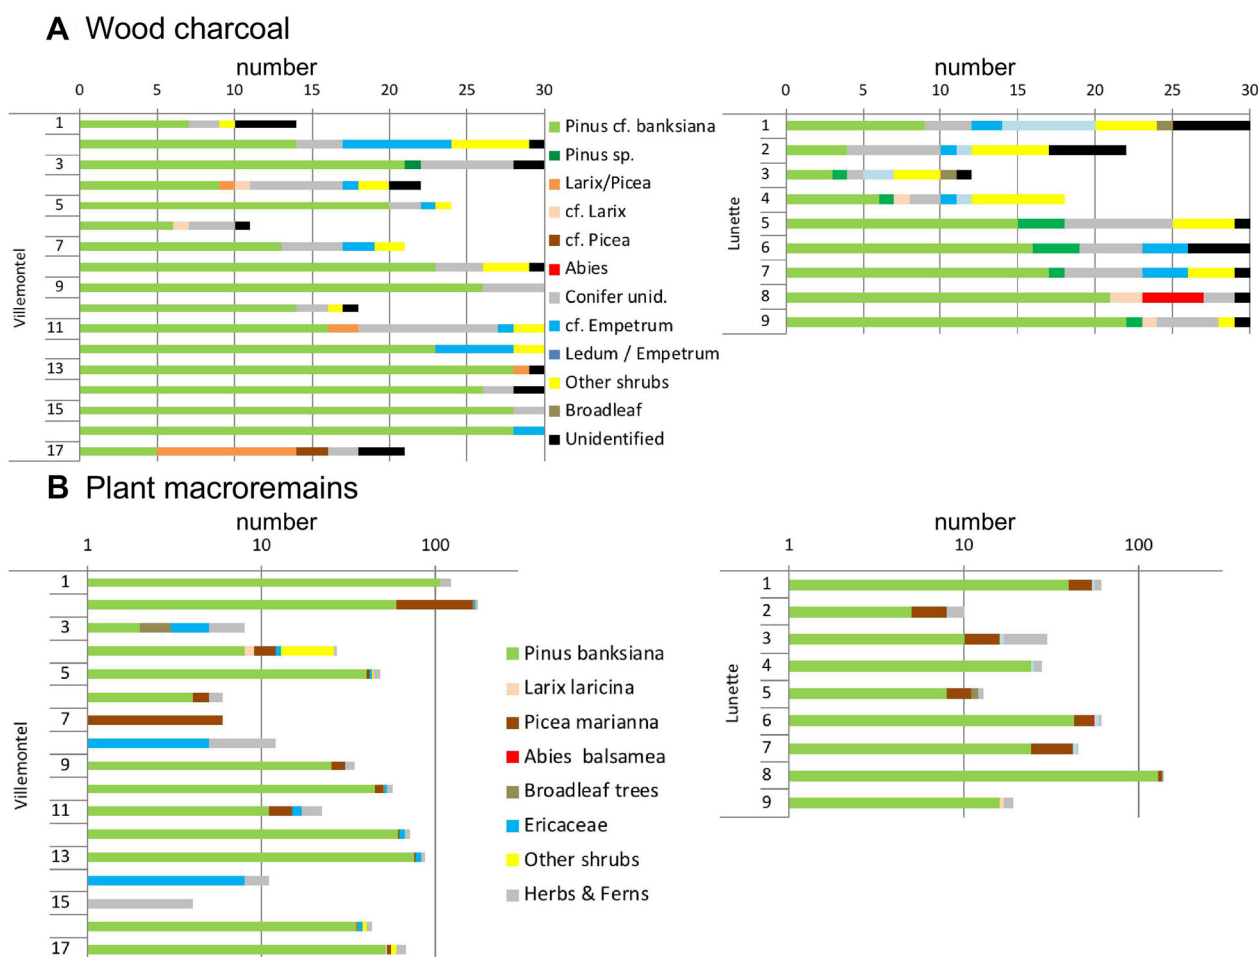 A Wood charcoal
number
0 5 10 15 20 25 30
Villemontel
1
3
5
7
9
11
13
15
17
Pinus cf. banksiana
Pinus sp.
Larix/Picea
cf. Larix
cf. Picea
Abies
Conifer unid.
cf. Empetrum
Ledum / Empetrum
Other shrubs
Broadleaf
Unidentified
number
0 5 10 15 20 25 30
Lunette
1
2
3
4
5
6
7
8
9
B Plant macroremains
number
1 10 100
Villemontel
1
3
5
7
9
11
13
15
17
Pinus banksiana
Larix laricina
Picea marianna
Abies balsamea
Broadleaf trees
Ericaceae
Other shrubs
Herbs & Ferns
number
1 10 100
Lunette
1
2
3
4
5
6
7
8
9